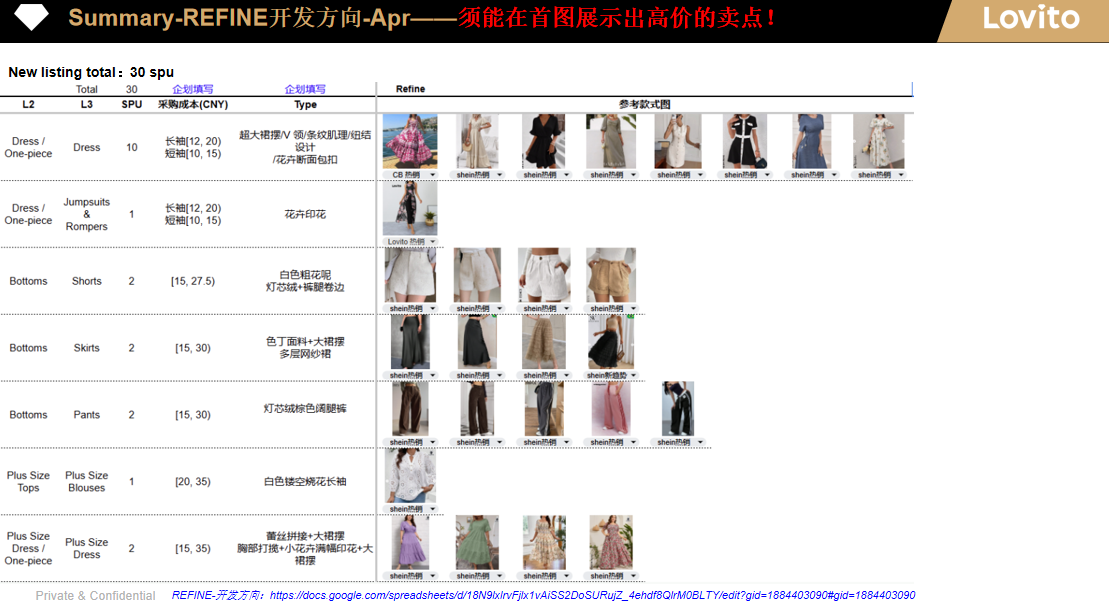 Summary-REFINE开发方向-Apr——须能在首图展示出高价的卖点！
Lovito
New listing total：30 spu
Total 30 企划填写 企划填写 Refine
L2 L3 SPU 采购成本(CNY) Type 参考款式图
Dress / One-piece
Dress
10
长袖[12, 20)
短袖[10, 15)
超大裙摆/V 领/条纹肌理/纽结
设计
/花卉断面包扣
CB 热销 shein热销 shein热销 shein热销 shein热销 shein热销 shein热销 shein热销
Dress / One-piece
Jumpsuits
&
Rompers
1
长袖[12, 20)
短袖[10, 15)
花卉印花
Lovito 热销
Bottoms Shorts 2 [15, 27.5)
白色粗花呢
灯芯绒+裤腿卷边
shein热销 shein热销 shein热销 shein热销
Bottoms Skirts 2 [15, 30)
色丁面料+大裙摆
多层网纱裙
shein热销 shein热销 shein热销 shein新趋势
Bottoms Pants 2 [15, 30)
灯芯绒棕色阔腿裤
shein热销 shein热销 shein热销 shein热销 shein热销
Plus Size
Tops
Plus Size
Blouses
1
[20, 35)
白色镂空烧花长袖
shein热销
Plus Size
Dress /
One-piece
Plus Size
Dress
2
[15, 35)
蕾丝拼接+大裙摆
胸部打揽+小花卉满幅印花+大
裙摆
shein热销 shein热销 shein热销 shein热销
Private & Confidential
REFINE-开发方向：https://docs.google.com/spreadsheets/d/18N9lxIrvFjlx1vAiSS2DoSURujZ_4ehdf8QlrM0BLTY/edit?gid=1884403090#gid=1884403090